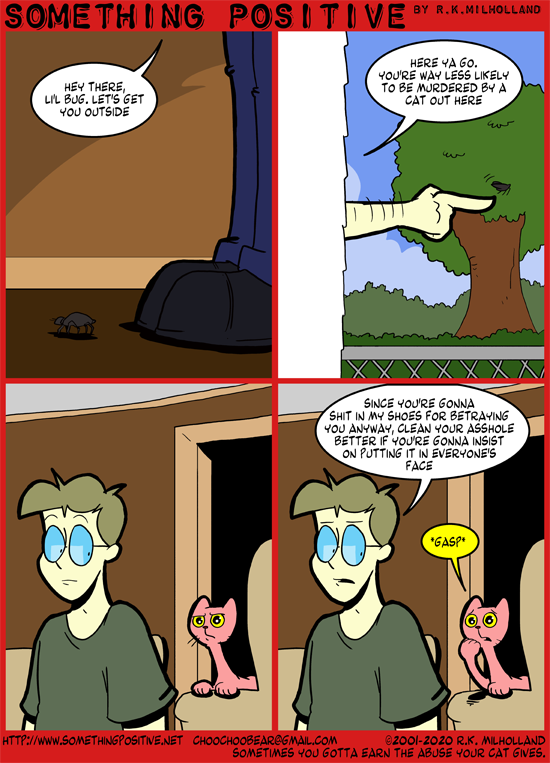 SOMETHING POSITIVE BY R.K.MILHOLLAND
HEY THERE,
LI'L BUG. LET'S GET
YOU OUTSIDE
HERE YA GO.
YOU'RE WAY LESS LIKELY
TO BE MURDERED BY A
CAT OUT HERE
SINCE YOU'RE GONNA
SHIT IN MY SHOES FOR BETRAYING
YOU ANYWAY, CLEAN YOUR ASSHOLE
BETTER IF YOU'RE GONNA INSIST
ON PUTTING IT IN EVERYONE'S
FACE
*GASP*
HTTP://WWW.SOMETHINGPOSITIVE.NET CHOOCHOOBEAR@GMAIL.COM ©2001-2020 R.K. MILHOLLAND
SOMETIMES YOU GOTTA EARN THE ABUSE YOUR CAT GIVES.